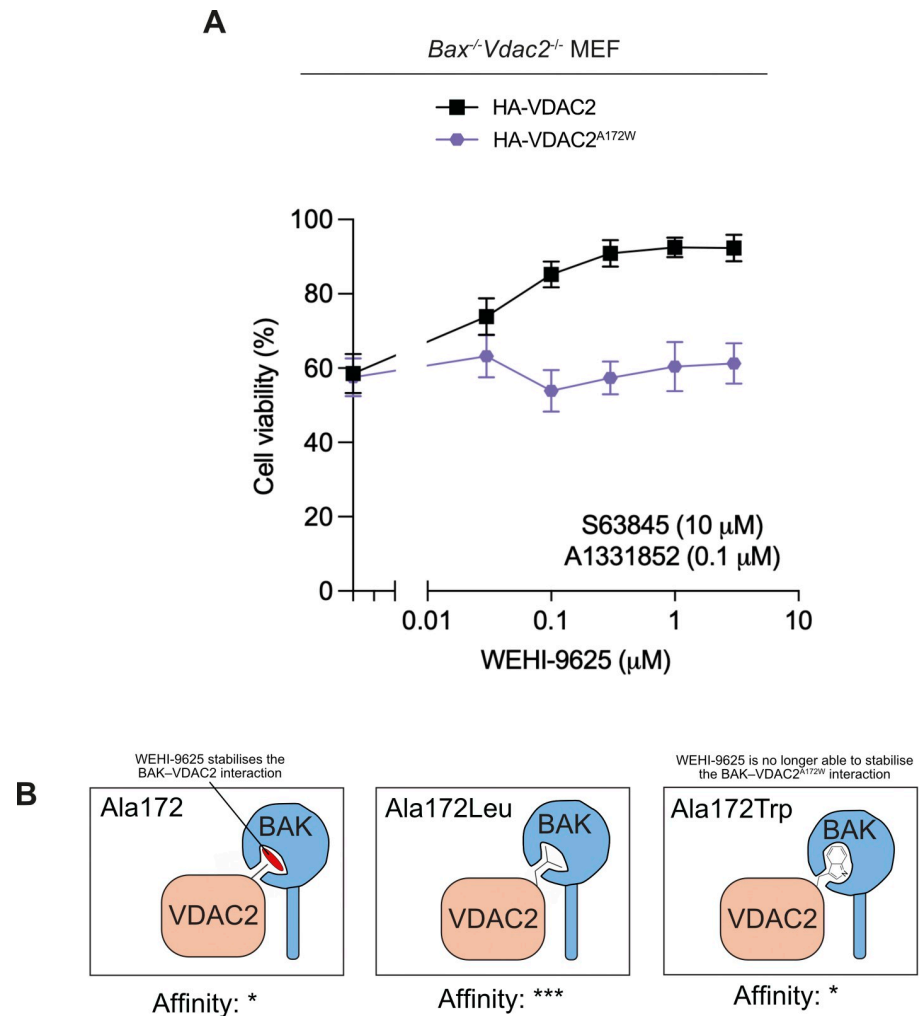 A
Bax-/-Vdac2-/- MEF
HA-VDAC2
HA-VDAC2A172W
100
80
60
40
20
0
Cell viability (%)
S63845 (10 μM)
A1331852 (0.1 μM)
0.01 0.1 1 10
WEHI-9625 (μM)
B
WEHI-9625 stabilises the
BAK–VDAC2 interaction
Ala172
BAK
VDAC2
Affinity: *
Ala172Leu
BAK
VDAC2
Affinity: ***
WEHI-9625 is no longer able to stabilise
the BAK–VDAC2A172W interaction
Ala172Trp
BAK
N
VDAC2
Affinity: *